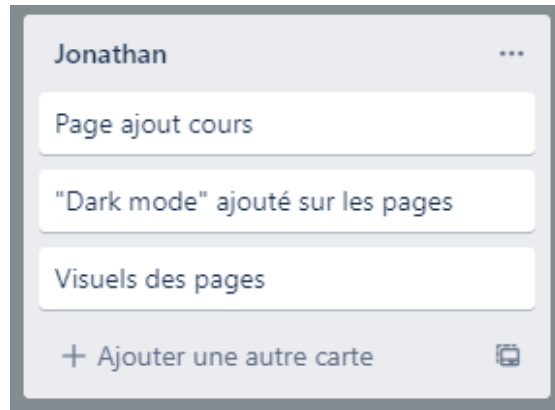 Jonathan
Page ajout cours
"Dark mode" ajouté sur les pages
Visuels des pages
+ Ajouter une autre carte